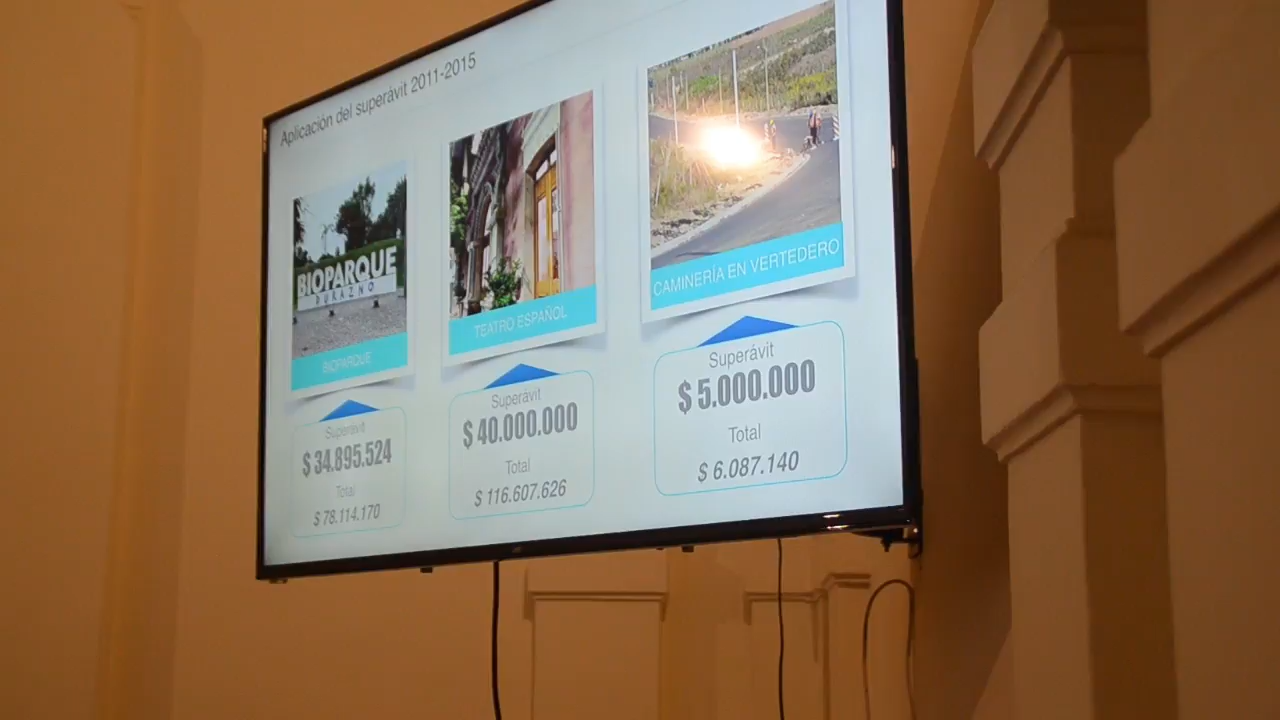 Aplicación del superávit 2011-2015
BIOPARQUE
DURAZNO
BIOPARQUE
Superávit
$ 34.895.524
Total
$ 78.114.170
TEATRO ESPAÑOL
Superávit
$ 40.000.000
Total
$ 116.607.626
CAMINERÍA EN VERTEDERO
Superávit
$ 5.000.000
Total
$ 6.087.140